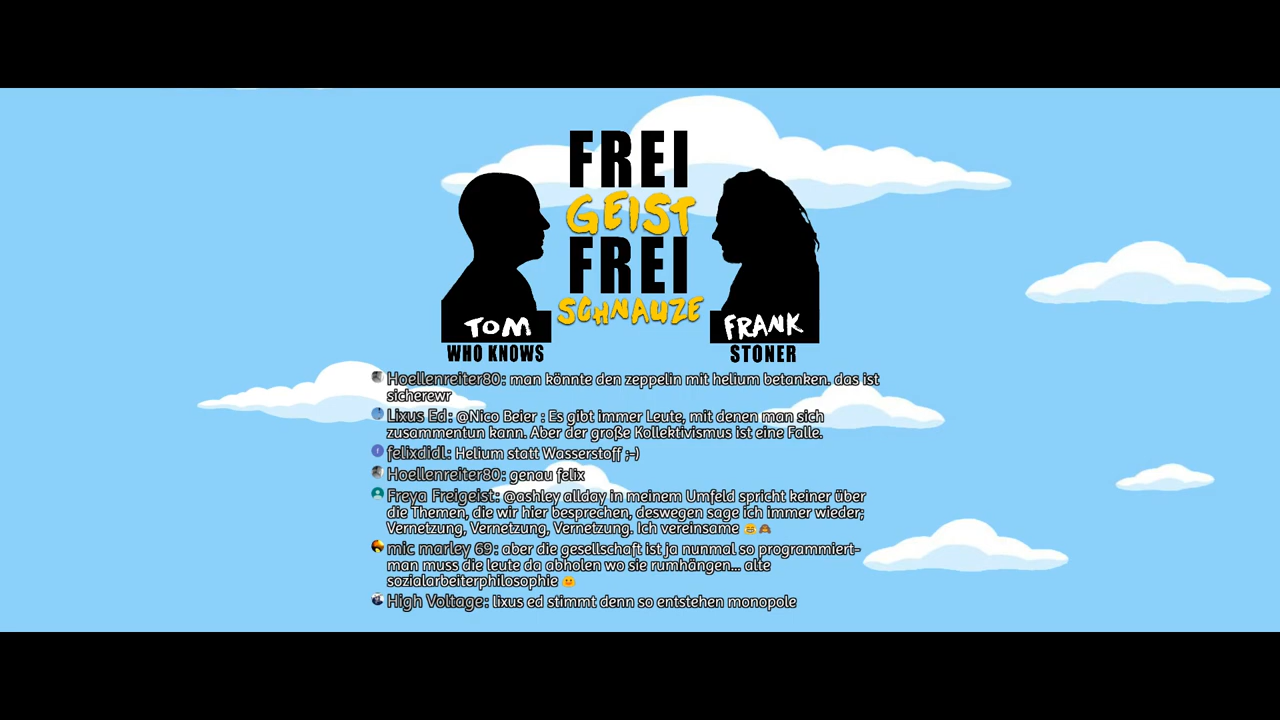 FREI
GEIST
FREI
SCHNAUZE
TOM
WHO KNOWS
FRANK
STONER
Hoellenreiter80: man könnte den zeppelin mit helium betanken. das ist
sicherewr
Lixus Ed: @Nico Beier : Es gibt immer Leute, mit denen man sich
zusammentun kann. Aber der große Kollektivismus ist eine Falle.
felixdidl: Helium statt Wasserstoff ;-)
Hoellenreiter80: genau felix
Freya Freigeist: @ashley allday in meinem Umfeld spricht keiner über
die Themen, die wir hier besprechen, deswegen sage ich immer wieder;
Vernetzung, Vernetzung, Vernetzung. Ich vereinsame 😂🙈
mic marley 69: aber die gesellschaft ist ja nunmal so programmiert-
man muss die leute da abholen wo sie rumhängen... alte
sozialarbeiterphilosophie 😀
High Voltage: lixus ed stimmt denn so entstehen monopole